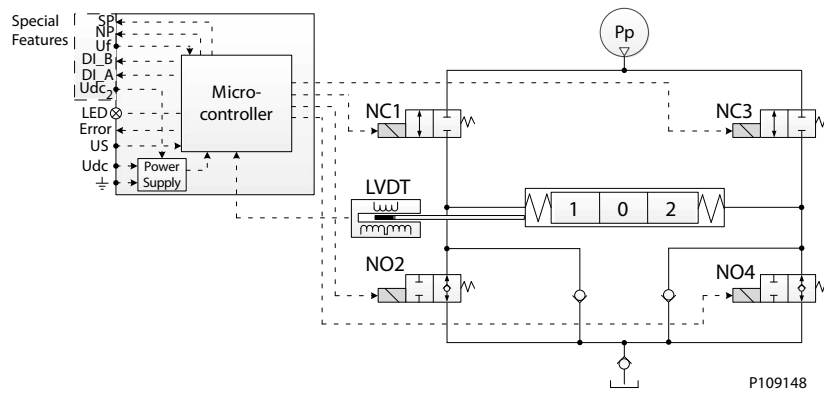 Special
Features
SP
NP
Uf
DI_B
DI_A
Udc2
LED
Error
US
Udc
Micro-
controller
Power
Supply
Pp
NC1
NC3
LVDT
1 0 2
NO2
NO4
P109148